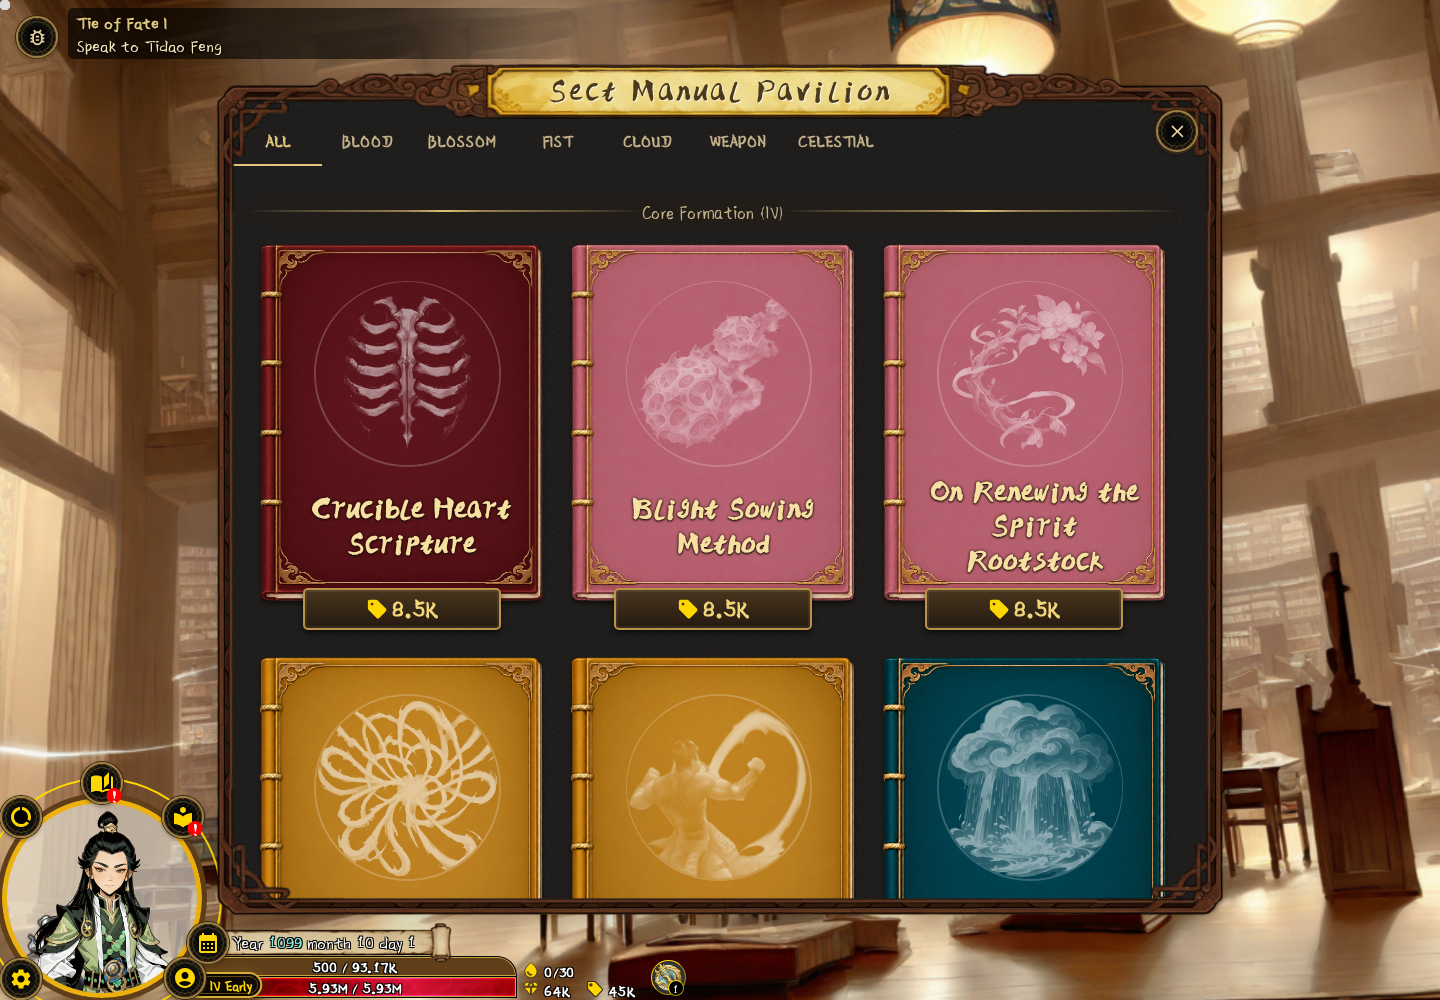 Tie of Fate 1
Speak to Tidao Feng
Sect Manual Pavilion
ALL BLOOD BLOSSOM FIST CLOUD WEAPON CELESTIAL
Core Formation (IV)
Crucible Heart
Scripture
8.5K
Blight Sowing
Method
8.5K
On Renewing the
Spirit
Rootstock
8.5K
Year 1099 month 10 day 1
500 / 93.17K
IV Early
5.93M / 5.93M
0/30
64K
45K
1